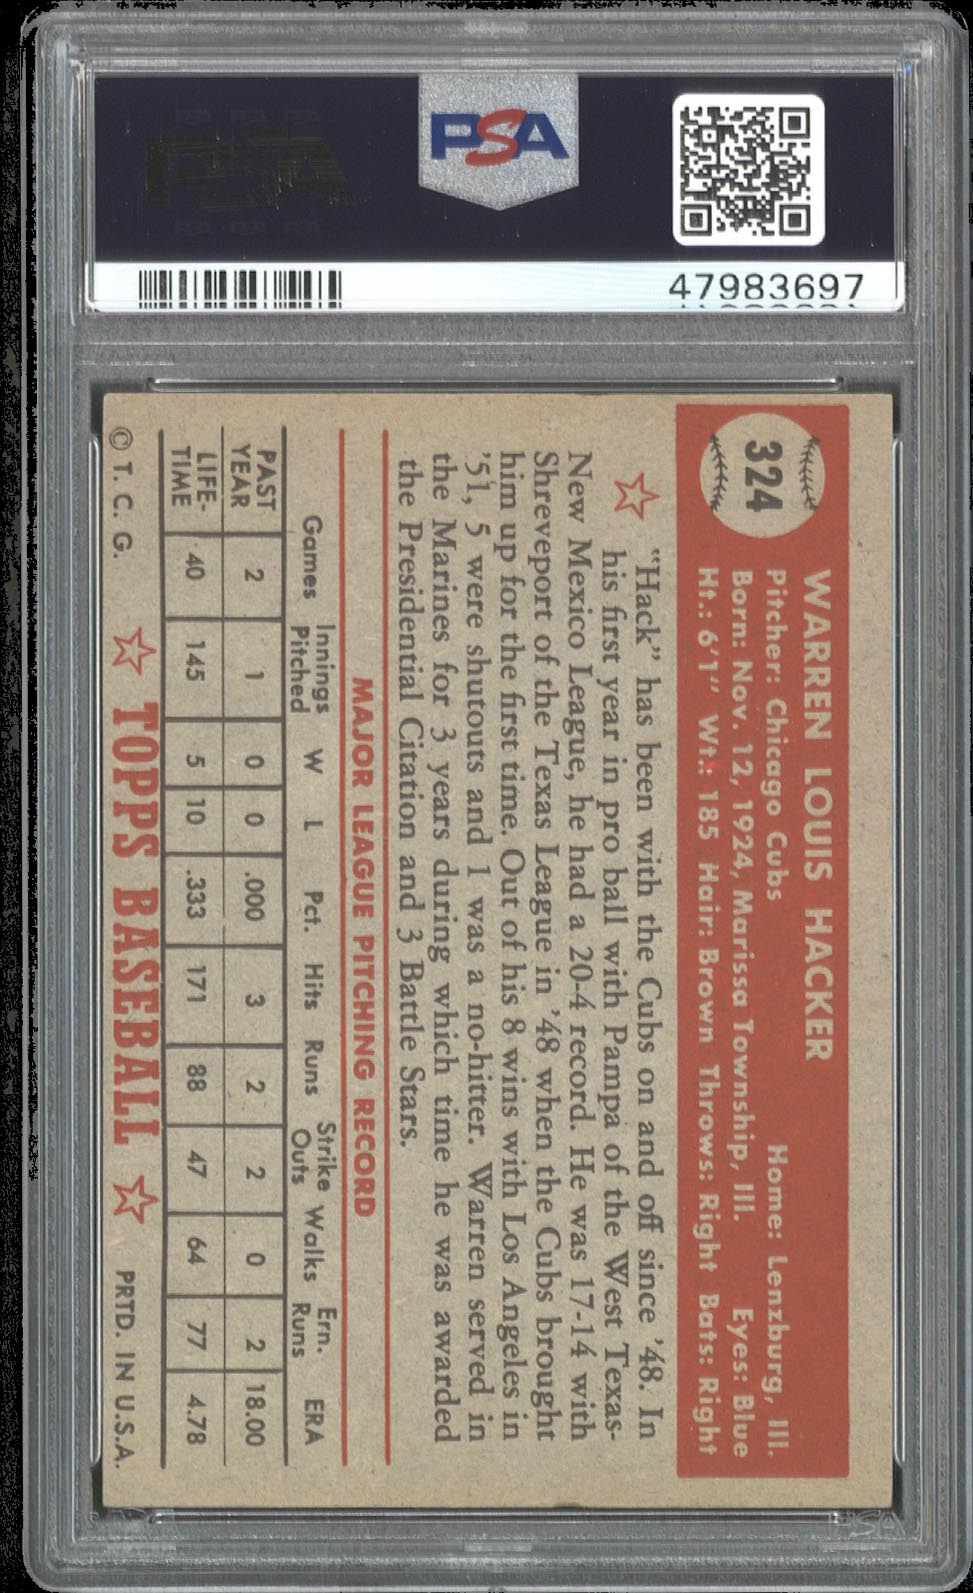 PSA
PSA
47983697
324
WARREN LOUIS HACKER
Pitcher: Chicago Cubs Home: Lenzburg, Ill.
Born: Nov. 12, 1924, Marissa Township, Ill. Eyes: Blue
Ht.: 6'1" Wt.: 185 Hair: Brown Throws: Right Bats: Right
"Hack" has been with the Cubs on and off since '48. In
his first year in pro ball with Pampa of the West Texas-
New Mexico League, he had a 20-4 record. He was 17-14 with
Shreveport of the Texas League in '48 when the Cubs brought
him up for the first time. Out of his 8 wins with Los Angeles in
'51, 5 were shutouts and 1 was a no-hitter. Warren served in
the Marines for 3 years during which time he was awarded
the Presidential Citation and 3 Battle Stars.
MAJOR LEAGUE PITCHING RECORD
Games Innings Pitched W L Pct. Hits Runs Strike Outs Walks Ern. Runs ERA
PAST YEAR 2 1 0 0 .000 3 2 2 0 2 18.00
LIFE-TIME 40 145 5 10 .333 171 88 47 64 77 4.78
© T. C. G. TOPPS BASEBALL PRTD. IN U.S.A.
PSA